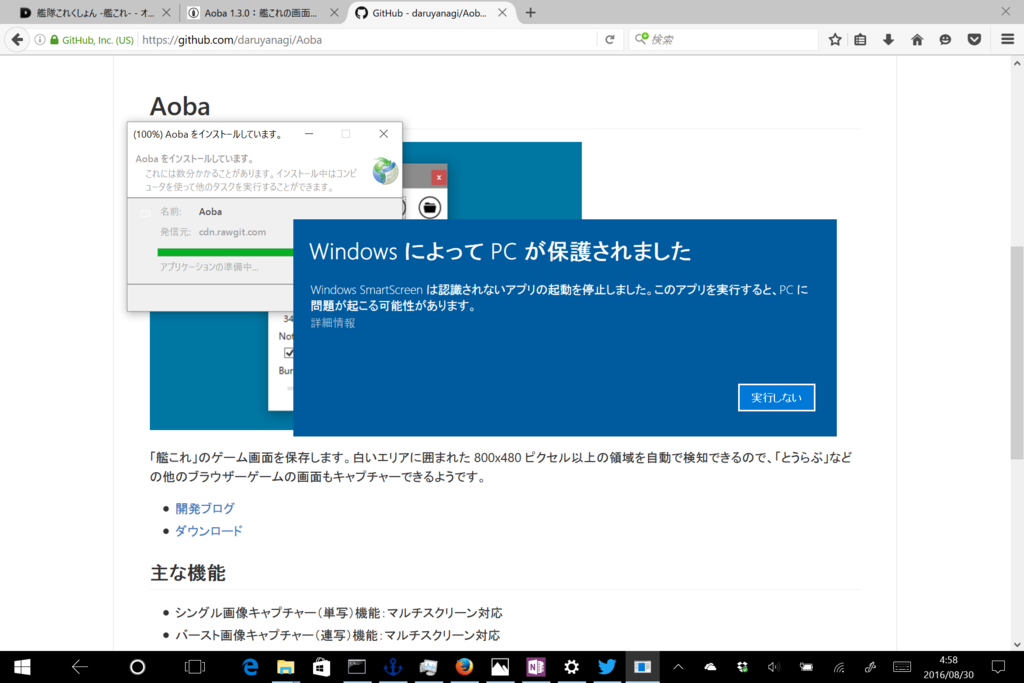 艦隊これくしょん -艦これ- - オ...
Aoba 1.3.0：艦これの画面...
GitHub - daruyanagi/Aob...
GitHub, Inc. (US)
https://github.com/daruyanagi/Aoba
検索
Aoba
(100%) Aoba をインストールしています。
Aoba をインストールしています。
これには数分かかることがあります。インストール中はコンピ
ュータを使って他のタスクを実行することができます。
名前: Aoba
発信元: cdn.rawgit.com
アプリケーションの準備中...
Windows によって PC が保護されました
Windows SmartScreen は認識されないアプリの起動を停止しました。このアプリを実行すると、PC に
問題が起こる可能性があります。
詳細情報
実行しない
34
Not
Bur
「艦これ」のゲーム画面を保存します。白いエリアに囲まれた 800x480 ピクセル以上の領域を自動で検知できるので、「とうらぶ」など
の他のブラウザーゲームの画面もキャプチャーできるようです。
開発ブログ
ダウンロード
主な機能
シングル画像キャプチャー（単写）機能：マルチスクリーン対応
バースト画像キャプチャー（連写）機能：マルチスクリーン対応
4:58
2016/08/30